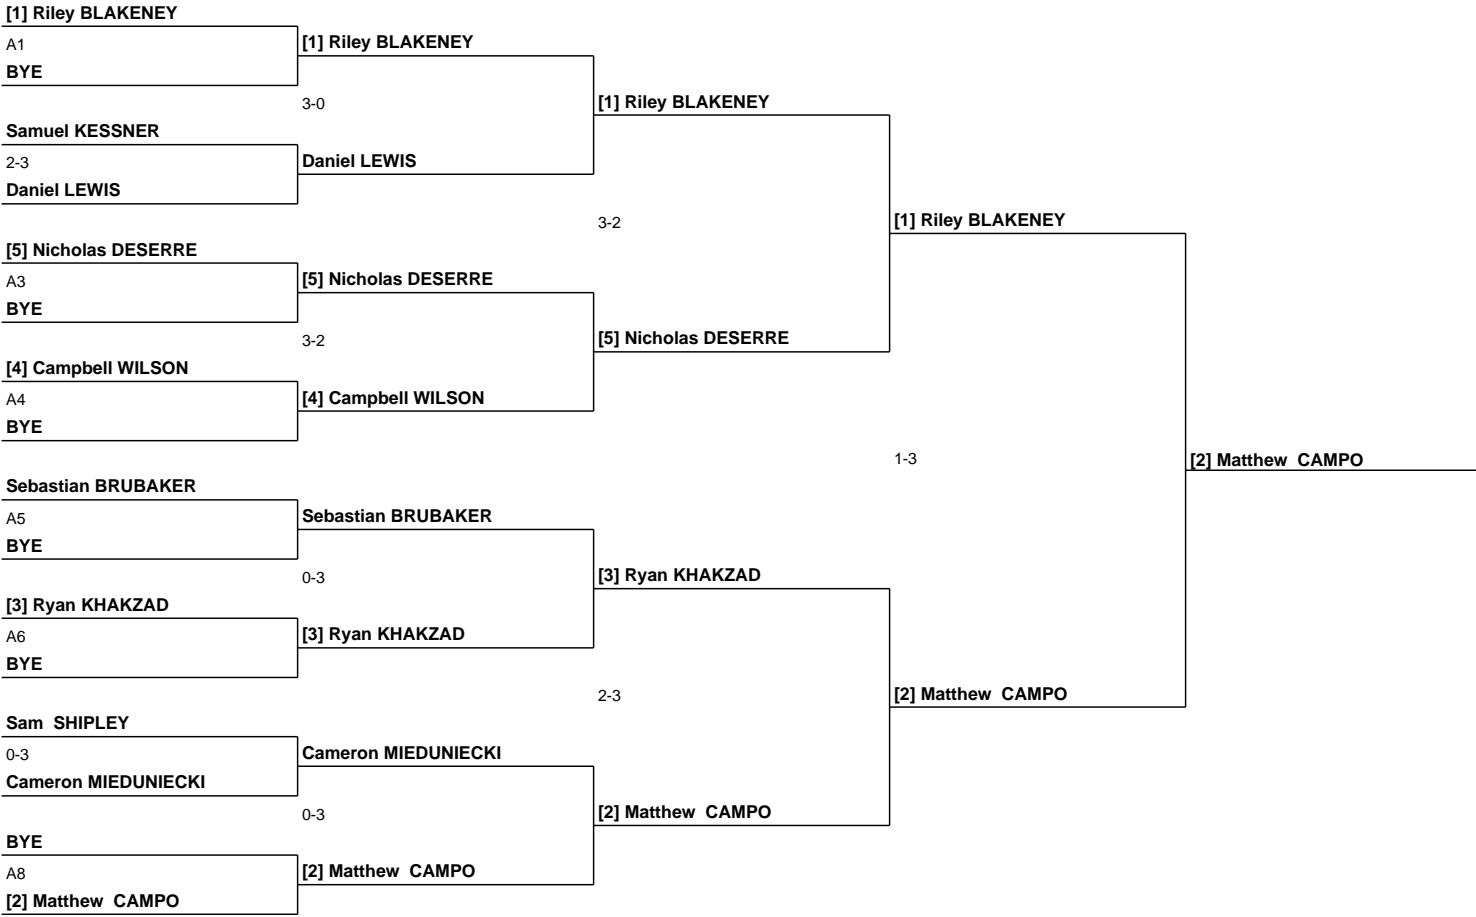 [1] Riley BLAKENEY
A1
BYE
[1] Riley BLAKENEY
3-0
Samuel KESSNER
2-3
Daniel LEWIS
Daniel LEWIS
[1] Riley BLAKENEY
3-2
[5] Nicholas DESERRE
A3
BYE
[5] Nicholas DESERRE
3-2
[4] Campbell WILSON
A4
BYE
[4] Campbell WILSON
[5] Nicholas DESERRE
[1] Riley BLAKENEY
1-3
Sebastian BRUBAKER
A5
BYE
Sebastian BRUBAKER
0-3
[3] Ryan KHAKZAD
A6
BYE
[3] Ryan KHAKZAD
[3] Ryan KHAKZAD
2-3
Sam SHIPLEY
0-3
Cameron MIEDUNIECKI
Cameron MIEDUNIECKI
0-3
BYE
A8
[2] Matthew CAMPO
[2] Matthew CAMPO
[2] Matthew CAMPO
[2] Matthew CAMPO
[2] Matthew CAMPO